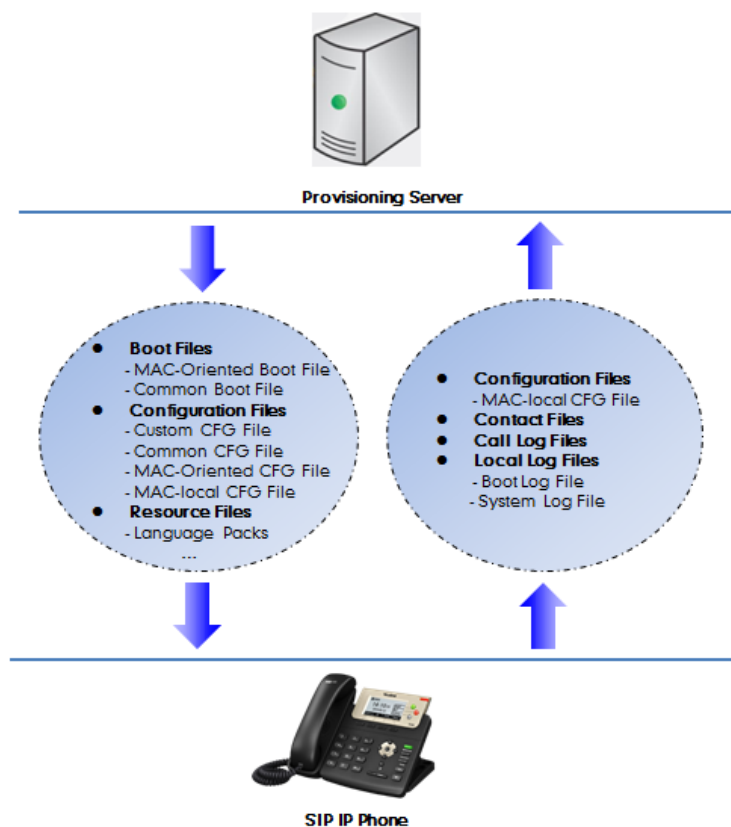 Provisioning Server
● Boot Files
- MAC-Oriented Boot File
- Common Boot File
● Configuration Files
- Custom CFG File
- Common CFG File
- MAC-Oriented CFG File
- MAC-local CFG File
● Resource Files
- Language Packs
...
● Configuration Files
- MAC-local CFG File
● Contact Files
● Call Log Files
● Local Log Files
- Boot Log File
- System Log File
SIP IP Phone